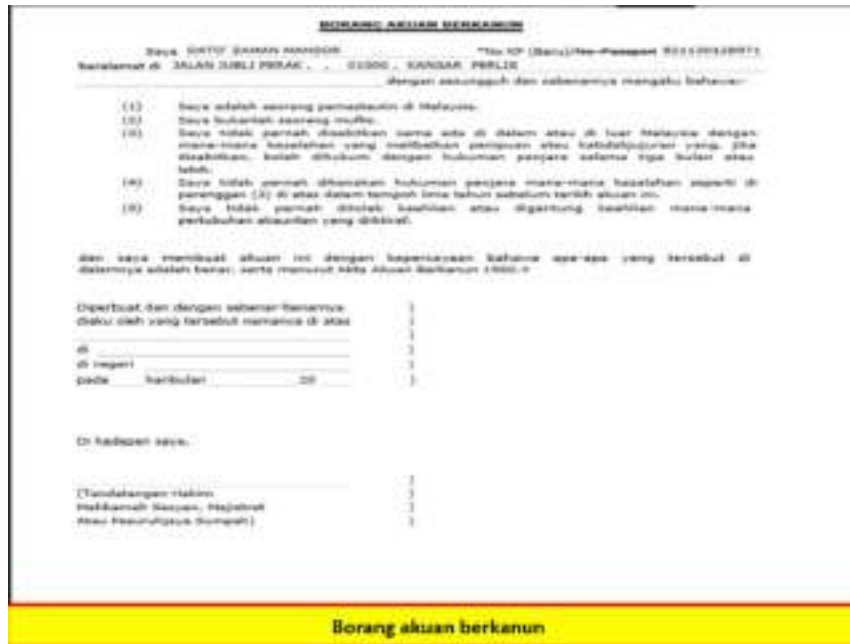 BORANG AKUAN BERKANUN
Saya DATO' ZAMAN MANSOR *No KP (Baru)/No Passport
beralamat di JALAN JUBLI PERAK , , 01000 , KANGAR PERLIS
dengan sesungguh dan sebenarnya mengaku bahawa:-
(1) Saya adalah seorang pemastautin di Malaysia.
(2) Saya bukanlah seorang muflis.
(3) Saya tidak pernah disabitkan sama ada di dalam atau di luar Malaysia dengan
mana-mana kesalahan yang melibatkan penipuan atau ketidakjujuran yang, jika
disabitkan, boleh dihukum dengan hukuman penjara selama tiga bulan atau
lebih.
(4) Saya tidak pernah dikenakan hukuman penjara mana-mana kesalahan seperti di
perenggan (3) di atas dalam tempoh lima tahun sebelum tarikh akuan ini.
(5) Saya tidak pernah ditolak keahlian atau digantung keahlian mana-mana
pertubuhan akauntan yang diiktiraf.
dan saya membuat akuan ini dengan kepercayaan bahawa apa-apa yang tersebut di
dalamnya adalah benar, serta menurut Akta Akuan Berkanun 1960.
Diperbuat dan dengan sebenar-benarnya )
diaku oleh yang tersebut namanya di atas )
)
di )
di negeri )
pada haribulan 20 )
Di hadapan saya,
)
(Tandatangan Hakim )
Mahkamah Sesyen, Majistret )
Atau Pesuruhjaya Sumpah) )
Borang akuan berkanun